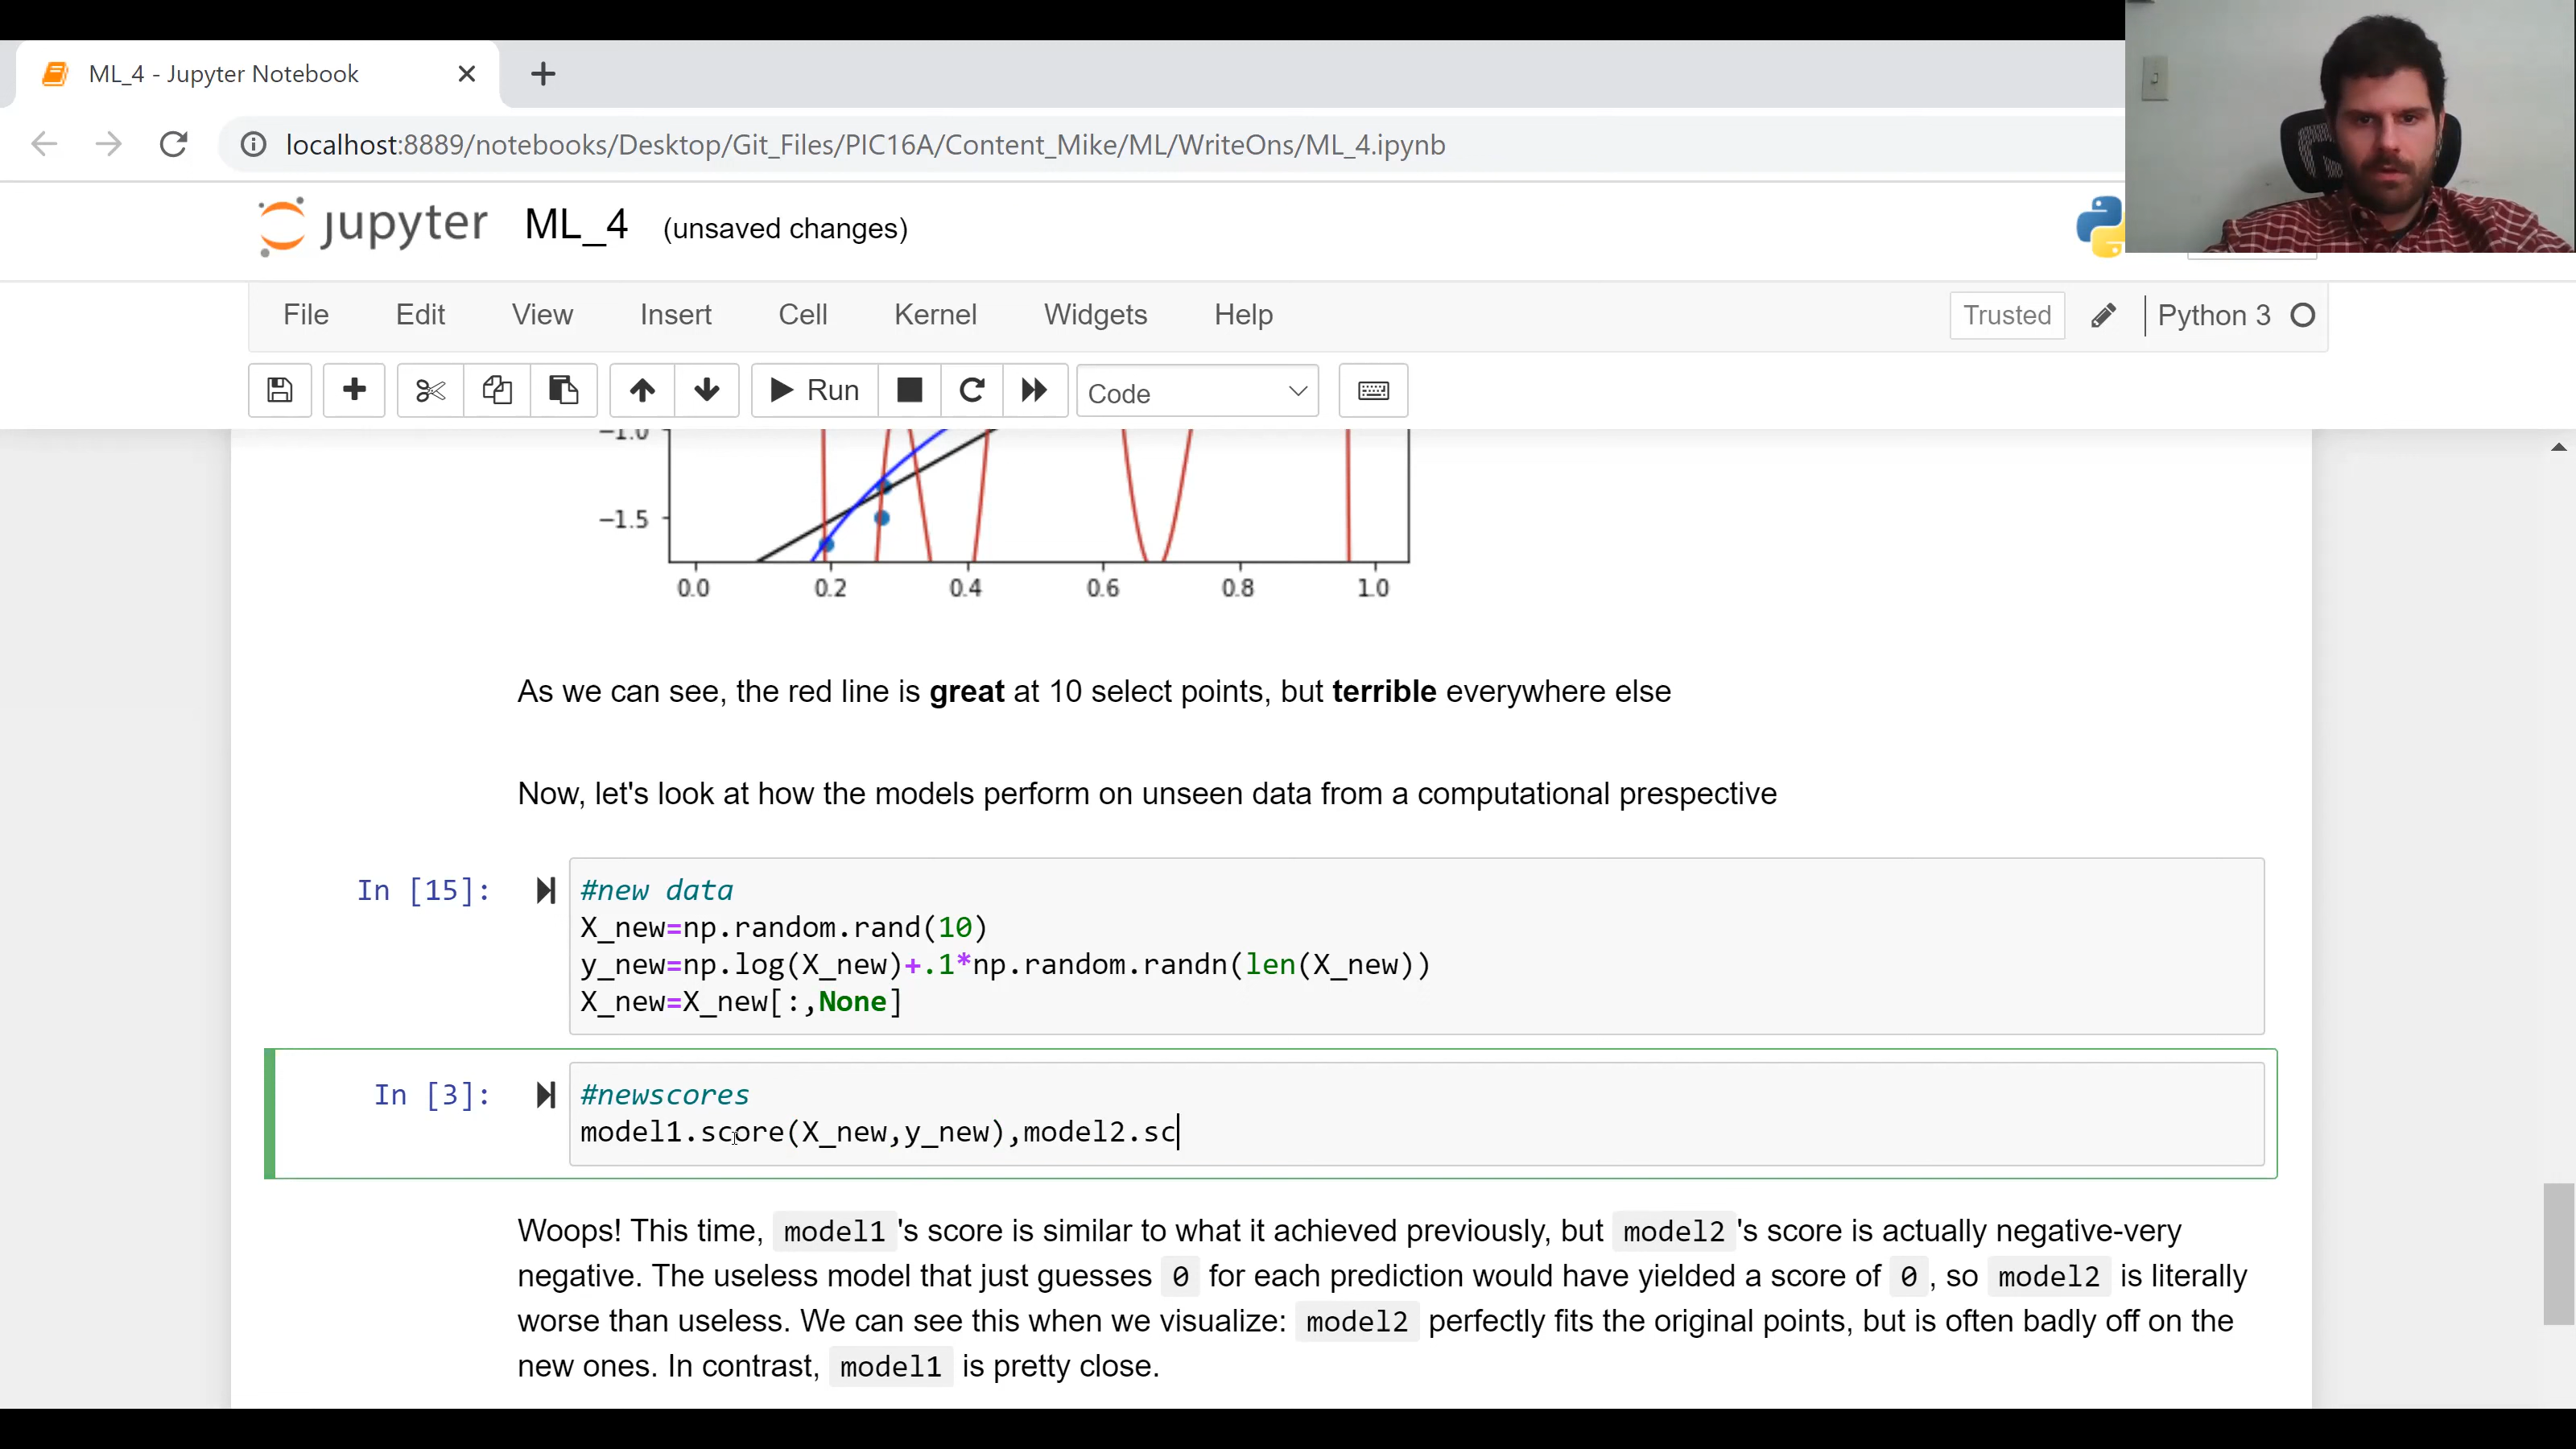 ML_4 - Jupyter Notebook
localhost:8889/notebooks/Desktop/Git_Files/PIC16A/Content_Mike/ML/WriteOns/ML_4.ipynb
jupyter ML_4 (unsaved changes)
File Edit View Insert Cell Kernel Widgets Help Trusted Python 3
Run Code
−1.0
−1.5
0.0 0.2 0.4 0.6 0.8 1.0
As we can see, the red line is great at 10 select points, but terrible everywhere else
Now, let's look at how the models perform on unseen data from a computational prespective
In [15]: #new data
X_new=np.random.rand(10)
y_new=np.log(X_new)+.1*np.random.randn(len(X_new))
X_new=X_new[:,None]
In [3]: #newscores
model1.score(X_new,y_new),model2.sc
Woops! This time, model1 's score is similar to what it achieved previously, but model2 's score is actually negative-very
negative. The useless model that just guesses 0 for each prediction would have yielded a score of 0 , so model2 is literally
worse than useless. We can see this when we visualize: model2 perfectly fits the original points, but is often badly off on the
new ones. In contrast, model1 is pretty close.